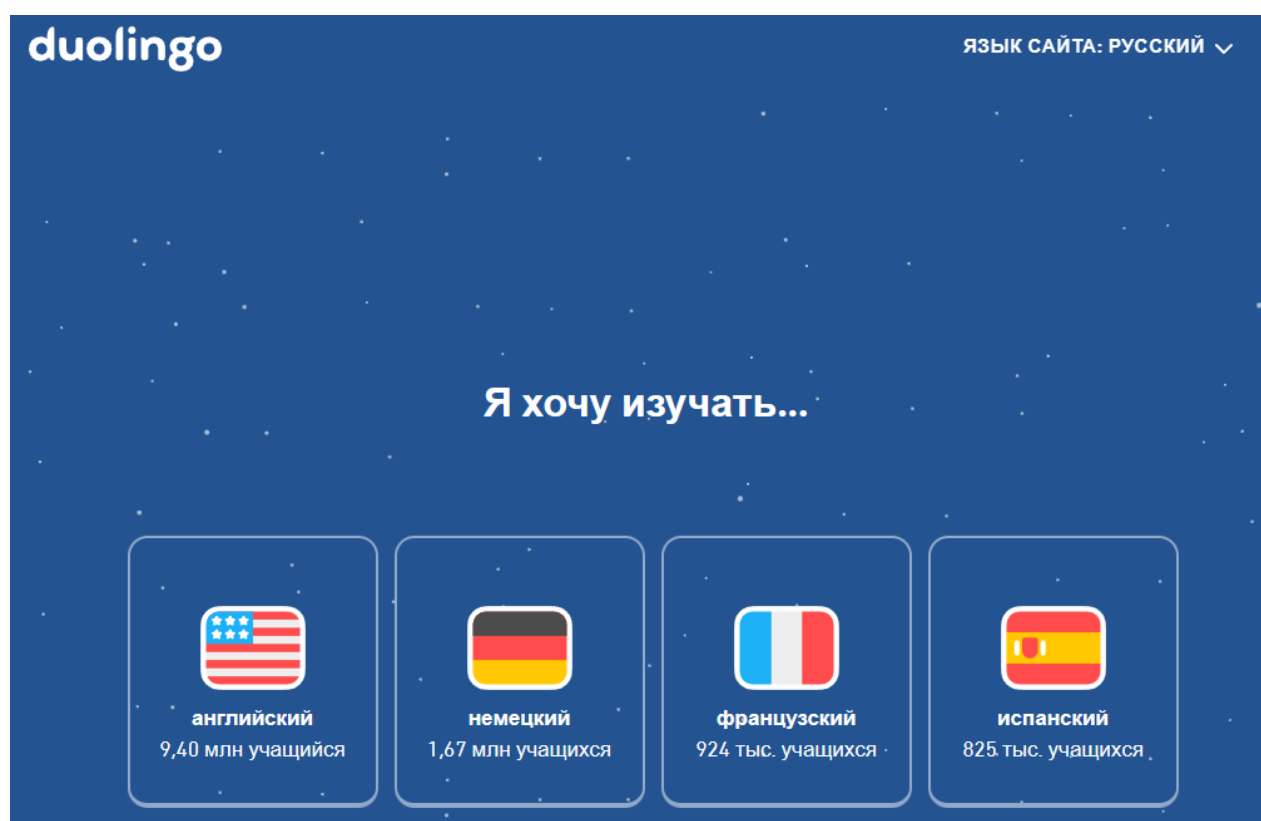 duolingo
ЯЗЫК САЙТА: РУССКИЙ
Я хочу изучать...
английский
9,40 млн учащийся
немецкий
1,67 млн учащихся
французский
924 тыс. учащихся
испанский
825 тыс. учащихся